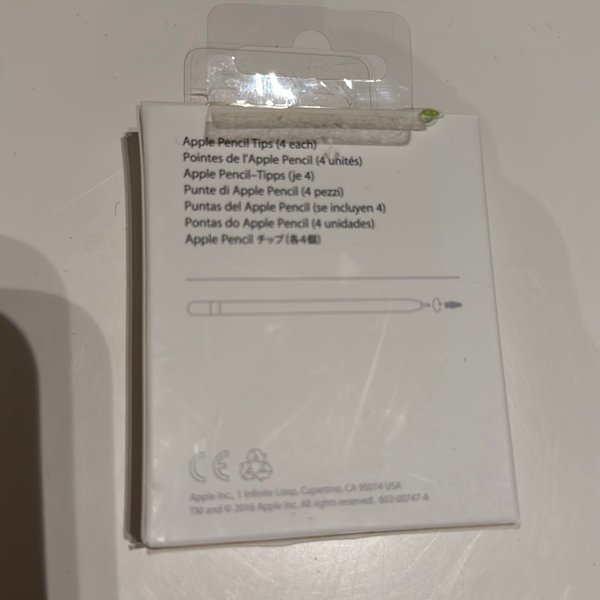 Apple Pencil Tips (4 each)
Pointes de l'Apple Pencil (4 unités)
Apple Pencil–Tipps (je 4)
Punte di Apple Pencil (4 pezzi)
Puntas del Apple Pencil (se incluyen 4)
Pontas do Apple Pencil (4 unidades)
Apple Pencil チップ (各4個)
CE
Apple Inc., 1 Infinite Loop, Cupertino, CA 95014 USA
TM and © 2016 Apple Inc. All rights reserved. 602-00747-A